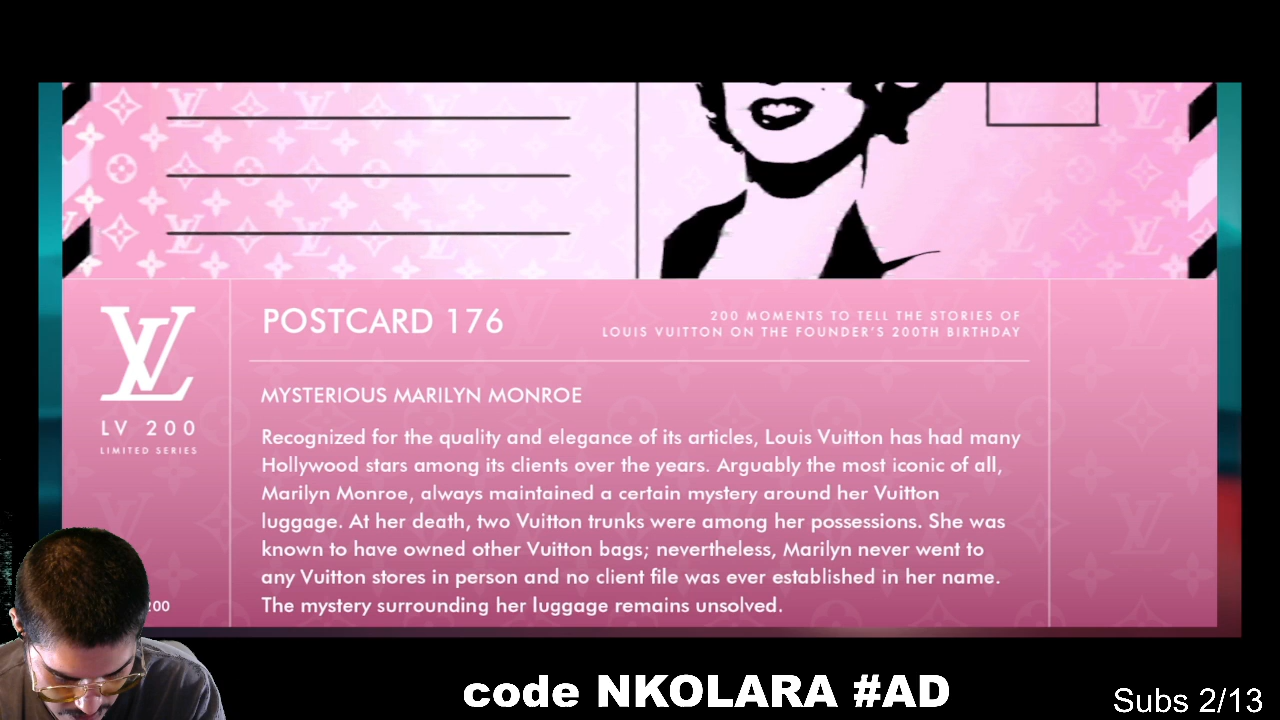 POSTCARD 176
200 MOMENTS TO TELL THE STORIES OF
LOUIS VUITTON ON THE FOUNDER'S 200TH BIRTHDAY
LV
LV 200
LIMITED SERIES
MYSTERIOUS MARILYN MONROE
Recognized for the quality and elegance of its articles, Louis Vuitton has had many
Hollywood stars among its clients over the years. Arguably the most iconic of all,
Marilyn Monroe, always maintained a certain mystery around her Vuitton
luggage. At her death, two Vuitton trunks were among her possessions. She was
known to have owned other Vuitton bags; nevertheless, Marilyn never went to
any Vuitton stores in person and no client file was ever established in her name.
The mystery surrounding her luggage remains unsolved.
200
code NKOLARA #AD
Subs 2/13